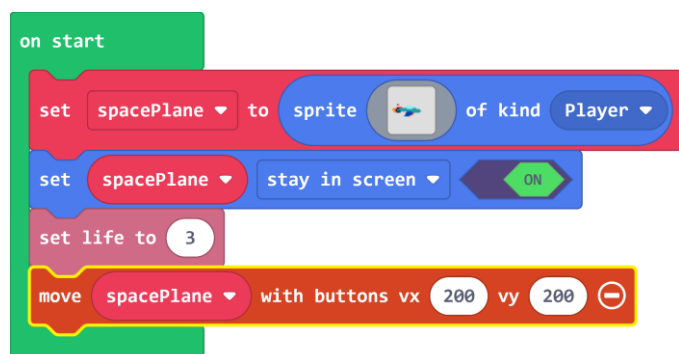 on start
set spacePlane to sprite of kind Player
set spacePlane stay in screen ON
set life to 3
move spacePlane with buttons vx 200 vy 200